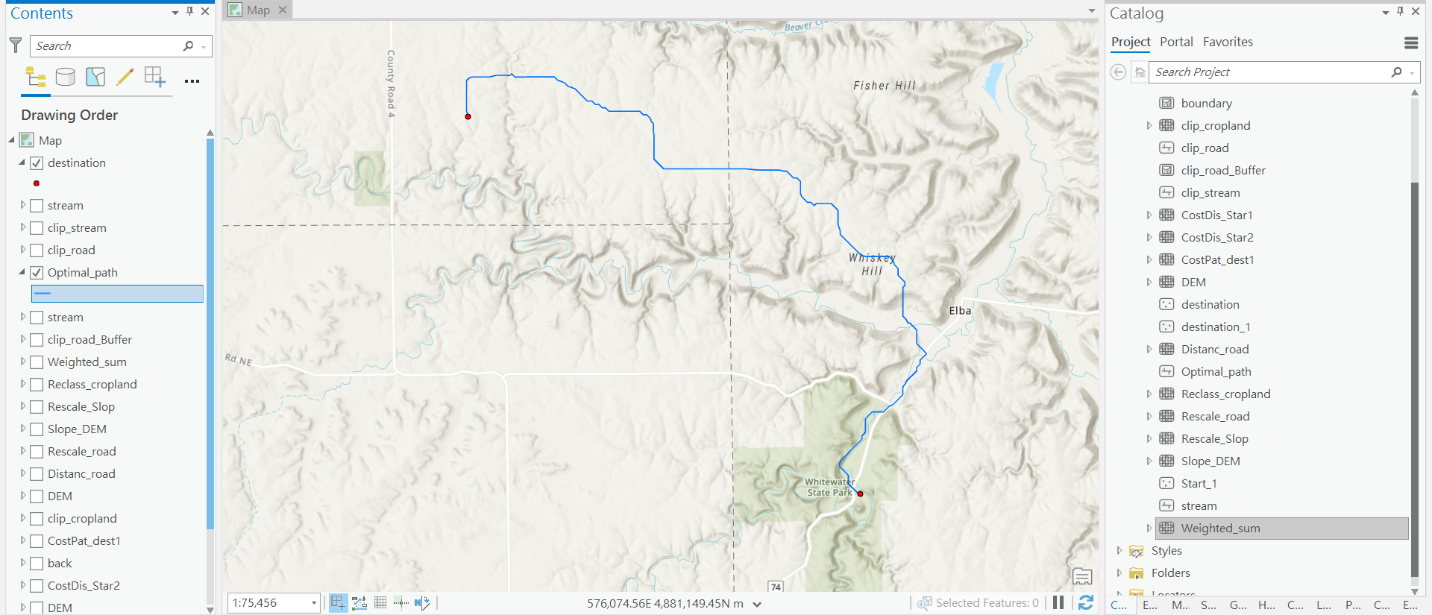 Contents
Search
Drawing Order
Map
destination
stream
clip_stream
clip_road
Optimal_path
stream
clip_road_Buffer
Weighted_sum
Reclass_cropland
Rescale_Slop
Slope_DEM
Rescale_road
Distanc_road
DEM
clip_cropland
CostPat_dest1
back
CostDis_Star2
DEM
Map
County Road 4
Fisher Hill
Whiskey
Hill
Elba
Rd NE
Whitewater
State Park
74
1:75,456
576,074.56E 4,881,149.45N m
Selected Features: 0
Catalog
Project Portal Favorites
Search Project
boundary
clip_cropland
clip_road
clip_road_Buffer
clip_stream
CostDis_Star1
CostDis_Star2
CostPat_dest1
DEM
destination
destination_1
Distanc_road
Optimal_path
Reclass_cropland
Rescale_road
Rescale_Slop
Slope_DEM
Start_1
stream
Weighted_sum
Styles
Folders
C... E... M... S... G... H... C... L... P... C... E...